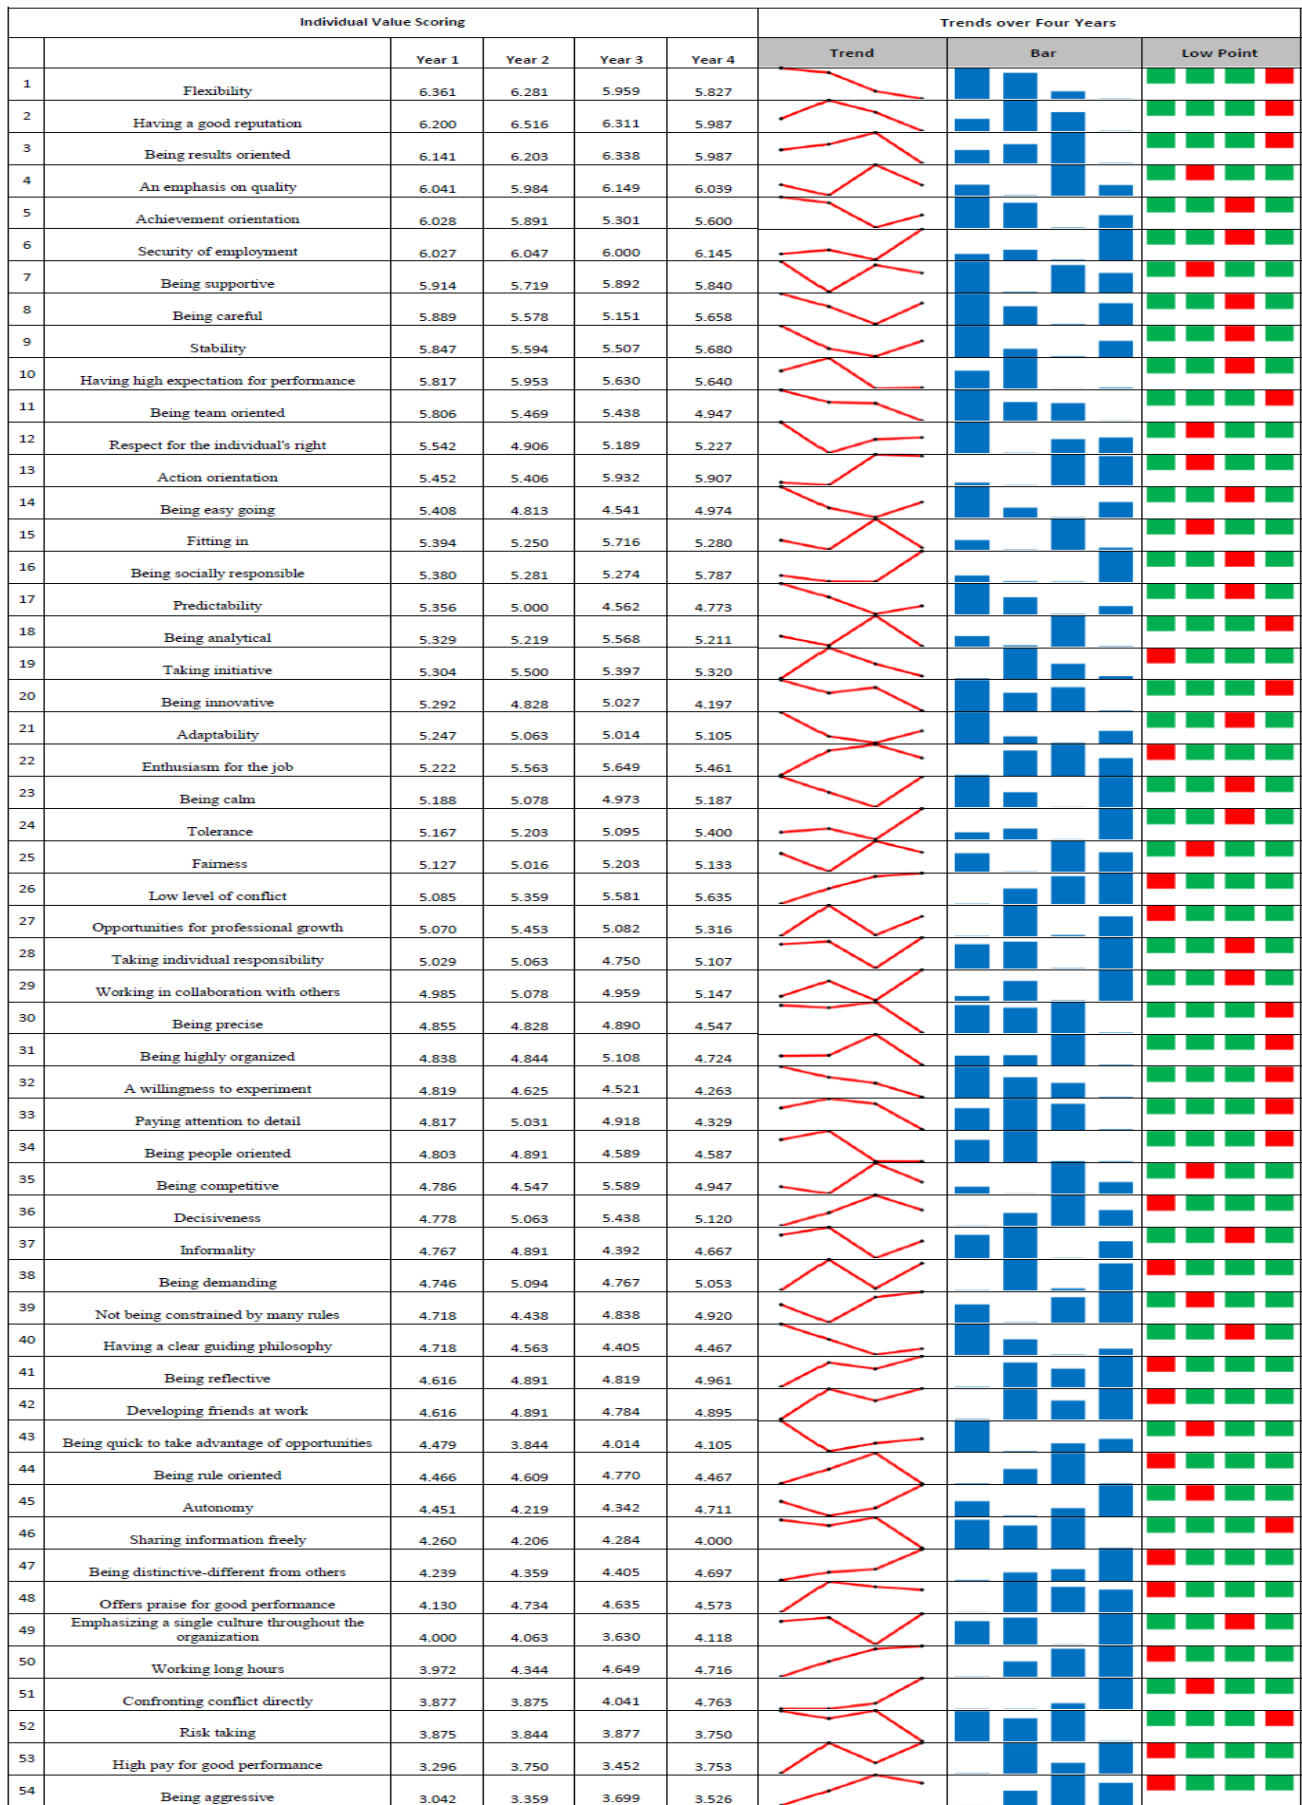 Individual Value Scoring Trends over Four Years
Year 1 Year 2 Year 3 Year 4 Trend Bar Low Point
1 Flexibility 6.361 6.281 5.959 5.827
2 Having a good reputation 6.200 6.516 6.311 5.987
3 Being results oriented 6.141 6.203 6.338 5.987
4 An emphasis on quality 6.041 5.984 6.149 6.039
5 Achievement orientation 6.028 5.891 5.301 5.600
6 Security of employment 6.027 6.047 6.000 6.145
7 Being supportive 5.914 5.719 5.892 5.840
8 Being careful 5.889 5.578 5.151 5.658
9 Stability 5.847 5.594 5.507 5.680
10 Having high expectation for performance 5.817 5.953 5.630 5.640
11 Being team oriented 5.806 5.469 5.438 4.947
12 Respect for the individual's right 5.542 4.906 5.189 5.227
13 Action orientation 5.452 5.406 5.932 5.907
14 Being easy going 5.408 4.813 4.541 4.974
15 Fitting in 5.394 5.250 5.716 5.280
16 Being socially responsible 5.380 5.281 5.274 5.787
17 Predictability 5.356 5.000 4.562 4.773
18 Being analytical 5.329 5.219 5.568 5.211
19 Taking initiative 5.304 5.500 5.397 5.320
20 Being innovative 5.292 4.828 5.027 4.197
21 Adaptability 5.247 5.063 5.014 5.105
22 Enthusiasm for the job 5.222 5.563 5.649 5.461
23 Being calm 5.188 5.078 4.973 5.187
24 Tolerance 5.167 5.203 5.095 5.400
25 Fairness 5.127 5.016 5.203 5.133
26 Low level of conflict 5.085 5.359 5.581 5.635
27 Opportunities for professional growth 5.070 5.453 5.082 5.316
28 Taking individual responsibility 5.029 5.063 4.750 5.107
29 Working in collaboration with others 4.985 5.078 4.959 5.147
30 Being precise 4.855 4.828 4.890 4.547
31 Being highly organized 4.838 4.844 5.108 4.724
32 A willingness to experiment 4.819 4.625 4.521 4.263
33 Paying attention to detail 4.817 5.031 4.918 4.329
34 Being people oriented 4.803 4.891 4.589 4.587
35 Being competitive 4.786 4.547 5.589 4.947
36 Decisiveness 4.778 5.063 5.438 5.120
37 Informality 4.767 4.891 4.392 4.667
38 Being demanding 4.746 5.094 4.767 5.053
39 Not being constrained by many rules 4.718 4.438 4.838 4.920
40 Having a clear guiding philosophy 4.718 4.563 4.405 4.467
41 Being reflective 4.616 4.891 4.819 4.961
42 Developing friends at work 4.616 4.891 4.784 4.895
43 Being quick to take advantage of opportunities 4.479 3.844 4.014 4.105
44 Being rule oriented 4.466 4.609 4.770 4.467
45 Autonomy 4.451 4.219 4.342 4.711
46 Sharing information freely 4.260 4.206 4.284 4.000
47 Being distinctive-different from others 4.239 4.359 4.405 4.697
48 Offers praise for good performance 4.130 4.734 4.635 4.573
49 Emphasizing a single culture throughout the
organization 4.000 4.063 3.630 4.118
50 Working long hours 3.972 4.344 4.649 4.716
51 Confronting conflict directly 3.877 3.875 4.041 4.763
52 Risk taking 3.875 3.844 3.877 3.750
53 High pay for good performance 3.296 3.750 3.452 3.753
54 Being aggressive 3.042 3.359 3.699 3.526